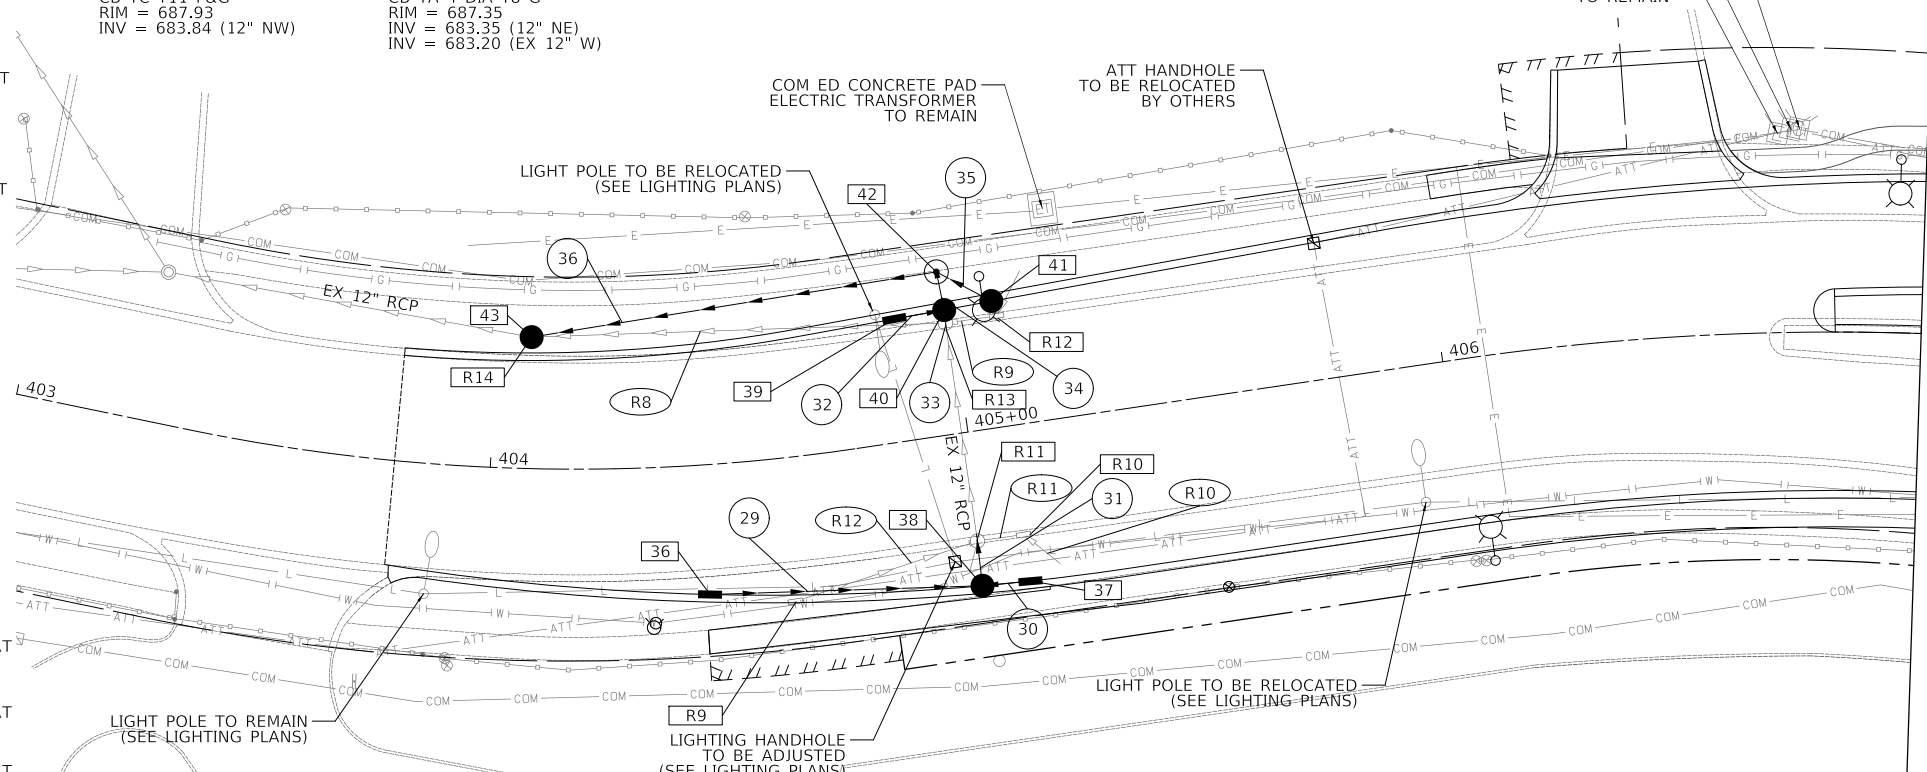 RIM = 687.93
INV = 683.84 (12" NW)
RIM = 687.35
INV = 683.35 (12" NE)
INV = 683.20 (EX 12" W)
COM ED CONCRETE PAD
ELECTRIC TRANSFORMER
TO REMAIN
ATT HANDHOLE
TO BE RELOCATED
BY OTHERS
LIGHT POLE TO BE RELOCATED
(SEE LIGHTING PLANS)
42
35
36
41
EX 12" RCP
43
R14
R8
39
32
40
33
R13
R9
R12
34
403
404
405+00
406
EX 12" RCP
R11
R10
R11
31
R10
29
R12
38
36
37
30
R9
LIGHT POLE TO REMAIN
(SEE LIGHTING PLANS)
LIGHTING HANDHOLE
TO BE ADJUSTED
(SEE LIGHTING PLANS)
LIGHT POLE TO BE RELOCATED
(SEE LIGHTING PLANS)